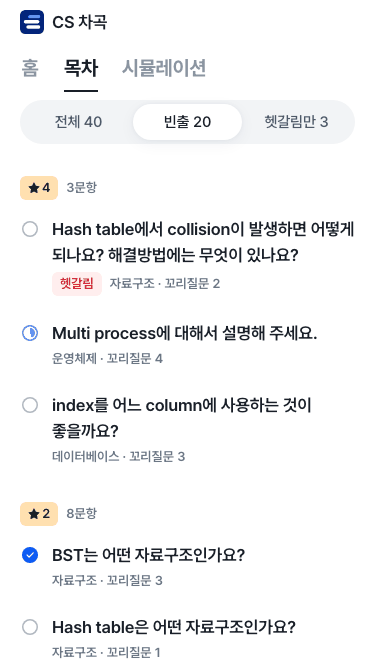 CS 차곡
홈 목차 시뮬레이션
전체 40 빈출 20 헷갈림만 3
★4 3문항
Hash table에서 collision이 발생하면 어떻게
되나요? 해결방법에는 무엇이 있나요?
헷갈림 자료구조 · 꼬리질문 2
Multi process에 대해서 설명해 주세요.
운영체제 · 꼬리질문 4
index를 어느 column에 사용하는 것이
좋을까요?
데이터베이스 · 꼬리질문 3
★2 8문항
BST는 어떤 자료구조인가요?
자료구조 · 꼬리질문 3
Hash table은 어떤 자료구조인가요?
자료구조 · 꼬리질문 1